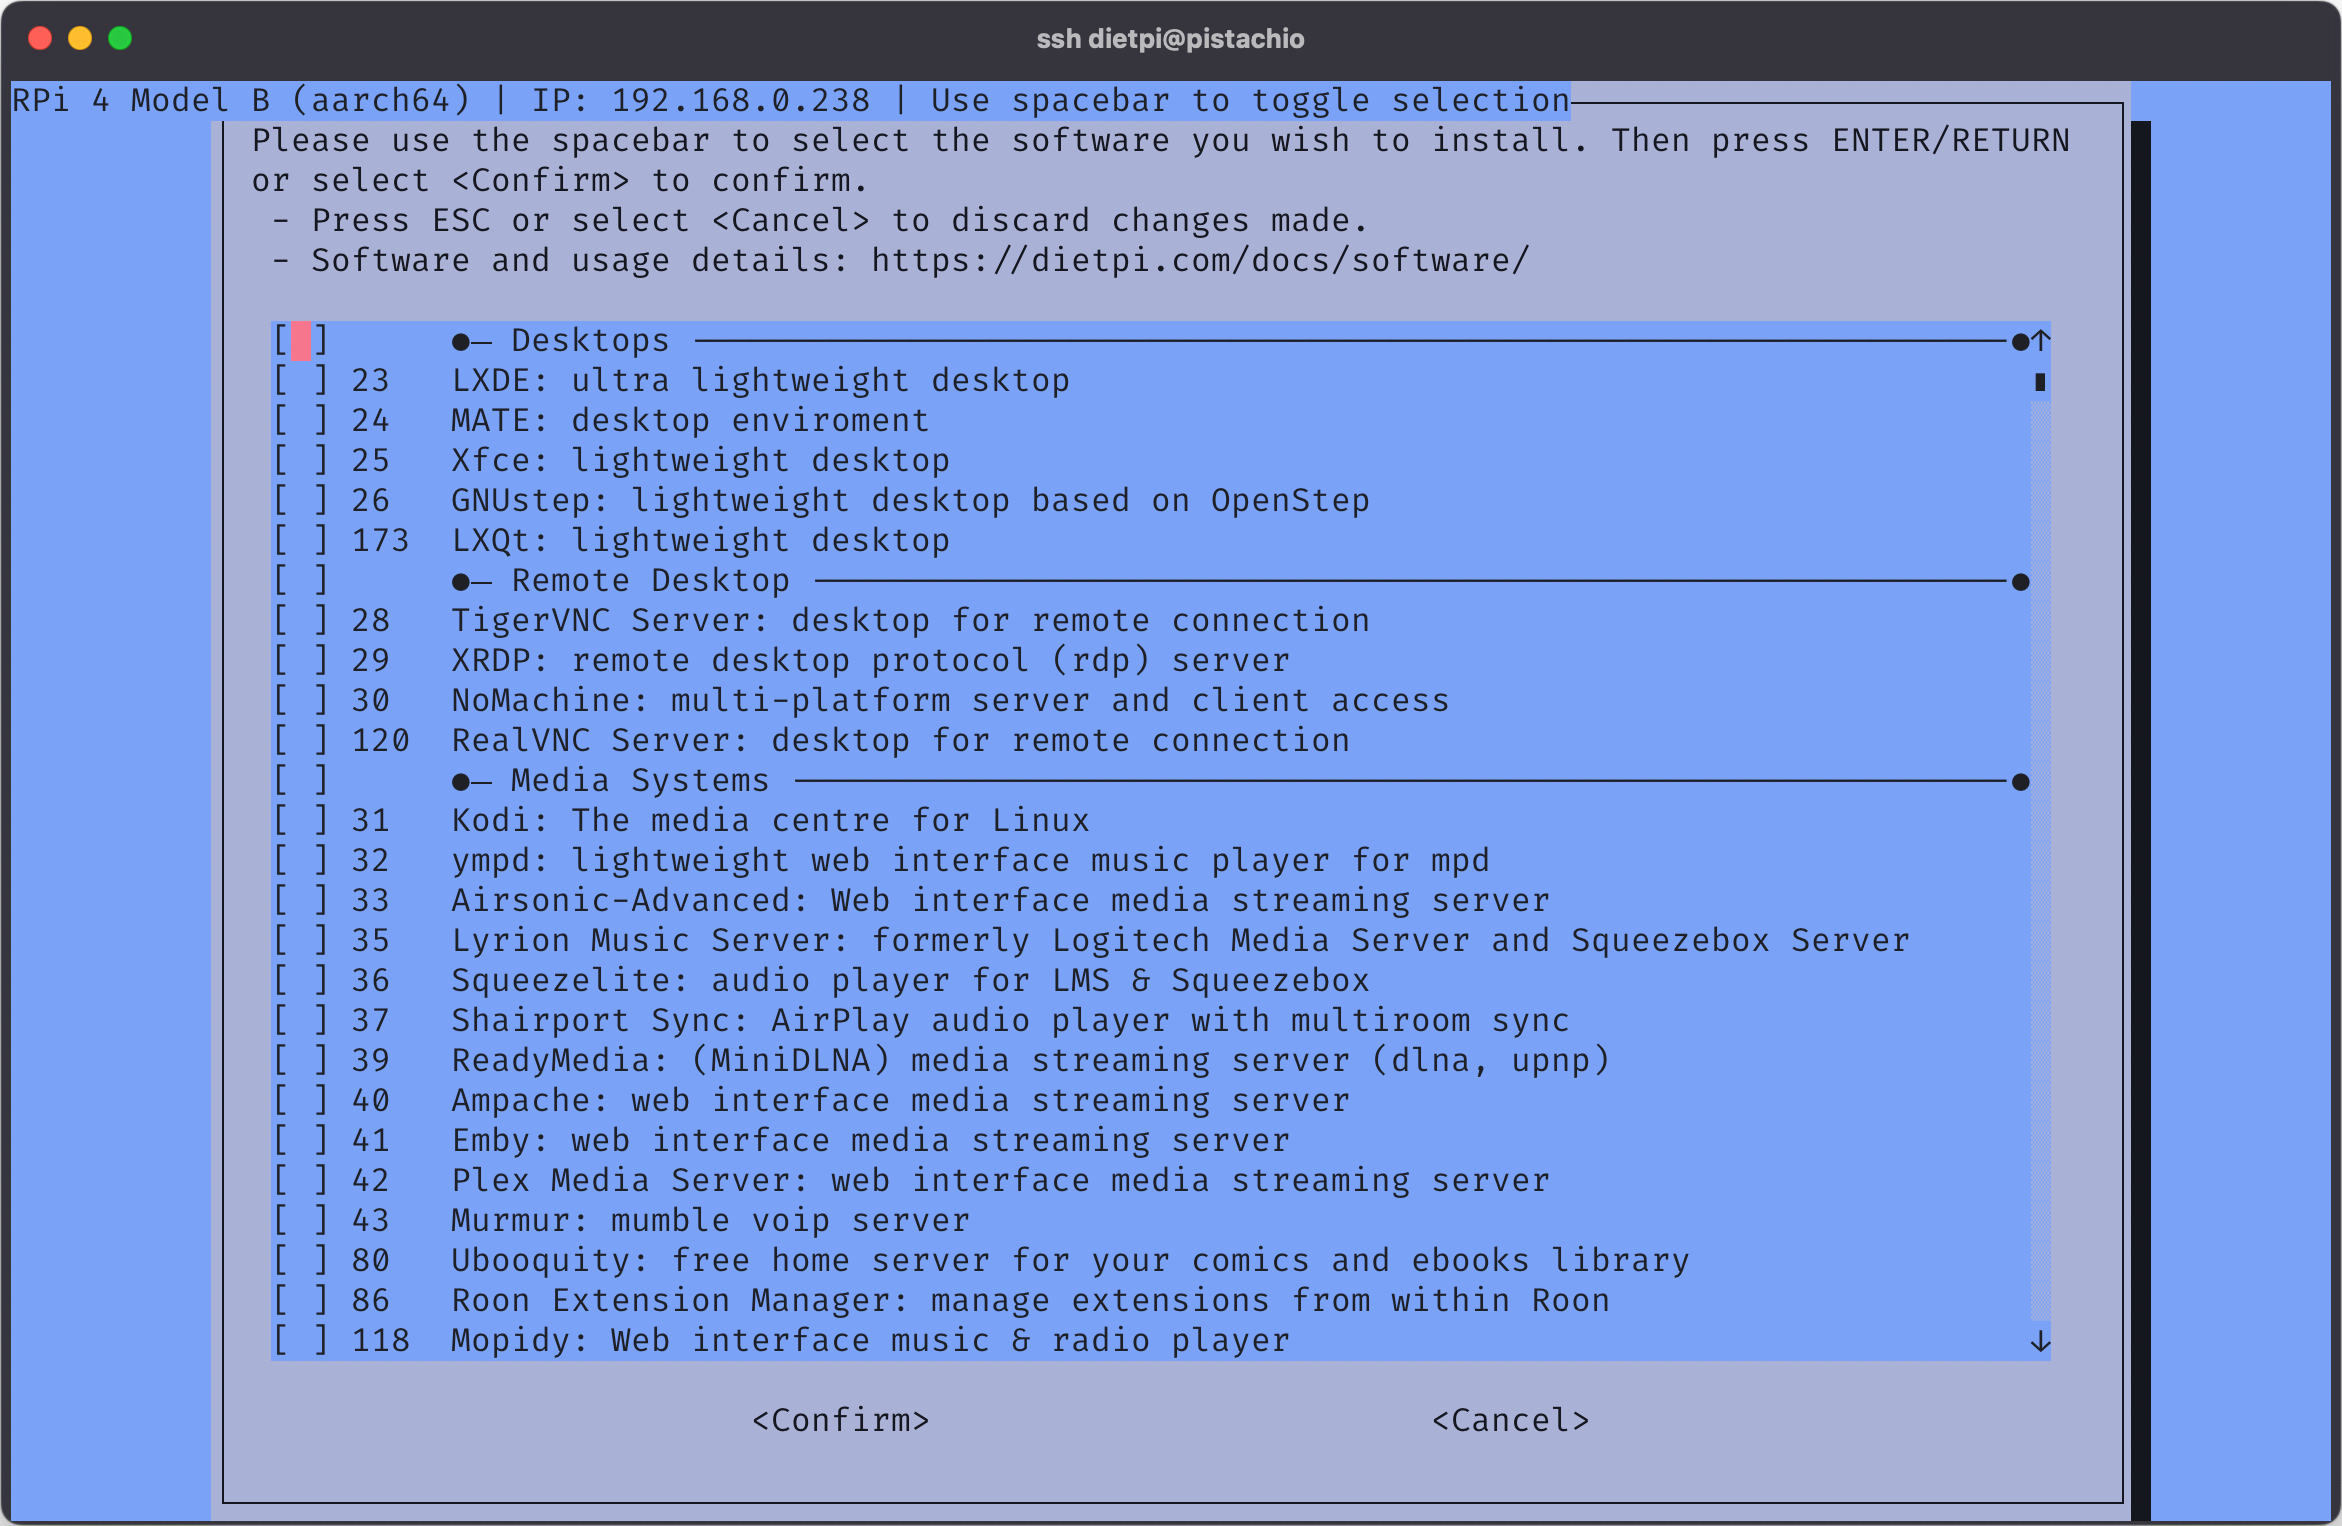 ssh dietpi@pistachio
RPi 4 Model B (aarch64) | IP: 192.168.0.238 | Use spacebar to toggle selection
Please use the spacebar to select the software you wish to install. Then press ENTER/RETURN
or select <Confirm> to confirm.
- Press ESC or select <Cancel> to discard changes made.
- Software and usage details: https://dietpi.com/docs/software/
[ ] ●─ Desktops ─────────────────────────●↑
[ ] 23 LXDE: ultra lightweight desktop
[ ] 24 MATE: desktop enviroment
[ ] 25 Xfce: lightweight desktop
[ ] 26 GNUstep: lightweight desktop based on OpenStep
[ ] 173 LXQt: lightweight desktop
[ ] ●─ Remote Desktop ─────────────────────────●
[ ] 28 TigerVNC Server: desktop for remote connection
[ ] 29 XRDP: remote desktop protocol (rdp) server
[ ] 30 NoMachine: multi-platform server and client access
[ ] 120 RealVNC Server: desktop for remote connection
[ ] ●─ Media Systems ─────────────────────────●
[ ] 31 Kodi: The media centre for Linux
[ ] 32 ympd: lightweight web interface music player for mpd
[ ] 33 Airsonic-Advanced: Web interface media streaming server
[ ] 35 Lyrion Music Server: formerly Logitech Media Server and Squeezebox Server
[ ] 36 Squeezelite: audio player for LMS & Squeezebox
[ ] 37 Shairport Sync: AirPlay audio player with multiroom sync
[ ] 39 ReadyMedia: (MiniDLNA) media streaming server (dlna, upnp)
[ ] 40 Ampache: web interface media streaming server
[ ] 41 Emby: web interface media streaming server
[ ] 42 Plex Media Server: web interface media streaming server
[ ] 43 Murmur: mumble voip server
[ ] 80 Ubooquity: free home server for your comics and ebooks library
[ ] 86 Roon Extension Manager: manage extensions from within Roon
[ ] 118 Mopidy: Web interface music & radio player ↓
<Confirm> <Cancel>